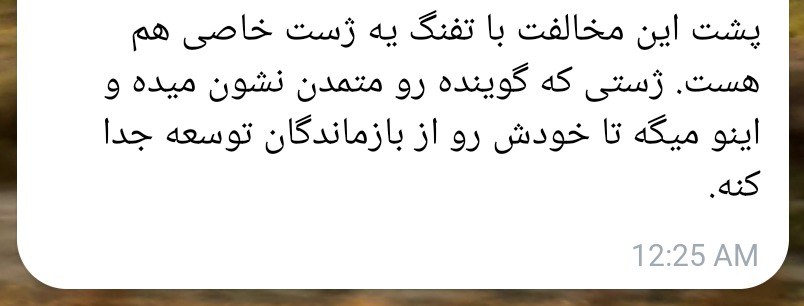 پشت این مخالفت با تفنگ یه ژست خاصی هم
هست. ژستی که گوینده رو متمدن نشون میده و
اینو میگه تا خودش رو از بازماندگان توسعه جدا
کنه.
12:25 AM